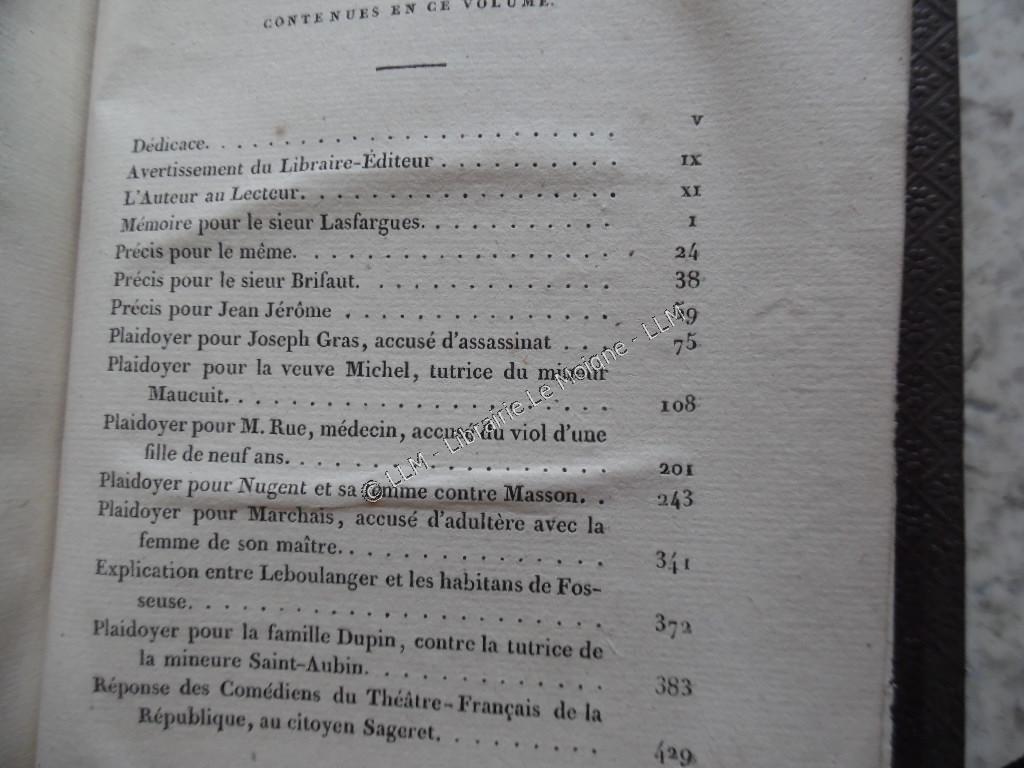 CONTENUES EN CE VOLUME.
Dédicace. . . . . . . . . . . . . . . . . . . . . . . v
Avertissement du Libraire-Éditeur . . . . . . . . . . IX
L'Auteur au Lecteur. . . . . . . . . . . . . . . . . . XI
Mémoire pour le sieur Lasfargues. . . . . . . . . . . 1
Précis pour le même. . . . . . . . . . . . . . . . . . 24
Précis pour le sieur Brifaut. . . . . . . . . . . . . 38
Précis pour Jean Jérôme . . . . . . . . . . . . . . . 59
Plaidoyer pour Joseph Gras, accusé d'assassinat . . . 75
Plaidoyer pour la veuve Michel, tutrice du mineur
Maucuit. . . . . . . . . . . . . . . . . . . . . 108
Plaidoyer pour M. Rue, médecin, accusé du viol d'une
fille de neuf ans. . . . . . . . . . . . . . . . . 201
Plaidoyer pour Nugent et sa femme contre Masson. . . 243
Plaidoyer pour Marchais, accusé d'adultère avec la
femme de son maître. . . . . . . . . . . . . . . 341
Explication entre Leboulanger et les habitans de Fos-
seuse. . . . . . . . . . . . . . . . . . . . . . 372
Plaidoyer pour la famille Dupin, contre la tutrice de
la mineure Saint-Aubin. . . . . . . . . . . . . . 383
Réponse des Comédiens du Théâtre-Français de la
République, au citoyen Sageret. . . . . . . . . . 429
© LLM - Librairie Le Moione - LLM